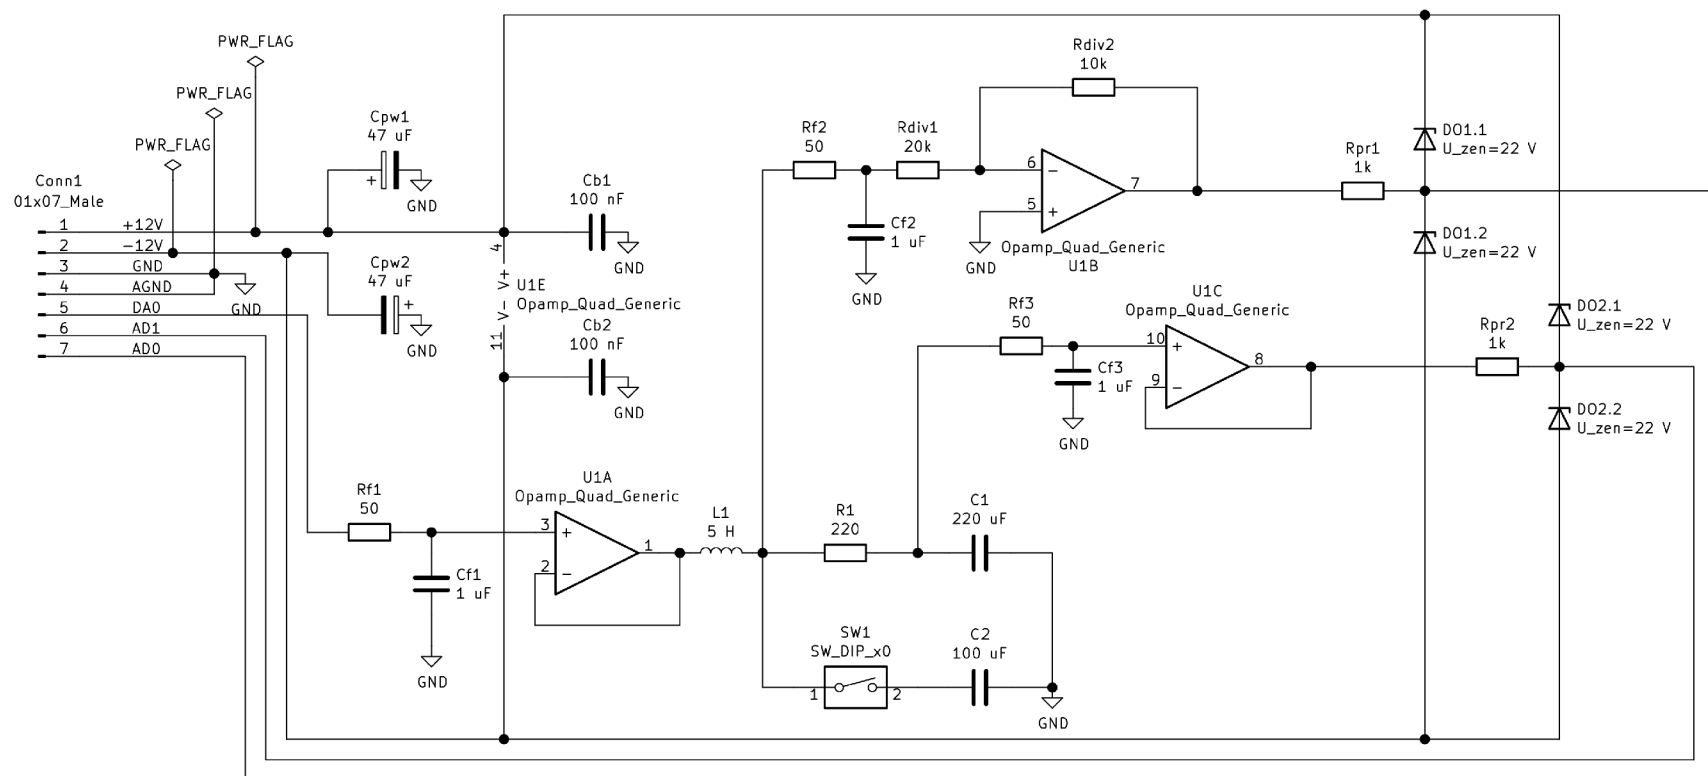 PWR_FLAG
PWR_FLAG
PWR_FLAG
Conn1
01x07_Male
1 +12V
2 -12V
3 GND
4 AGND
5 DA0
6 AD1
7 AD0
GND
Cpw1
47 uF
+
GND
Cpw2
47 uF
+
GND
Cb1
100 nF
GND
4
V+
U1E
Opamp_Quad_Generic
V-
11
Cb2
100 nF
GND
Rf1
50
Cf1
1 uF
GND
U1A
Opamp_Quad_Generic
3 +
2 -
1
L1
5 H
Rf2
50
Rdiv1
20k
Cf2
1 uF
GND
Rdiv2
10k
6 -
5 +
7
GND
Opamp_Quad_Generic
U1B
Rpr1
1k
DO1.1
U_zen=22 V
DO1.2
U_zen=22 V
Rf3
50
Cf3
1 uF
GND
U1C
Opamp_Quad_Generic
10 +
9 -
8
Rpr2
1k
DO2.1
U_zen=22 V
DO2.2
U_zen=22 V
R1
220
C1
220 uF
SW1
SW_DIP_x0
1
2
C2
100 uF
GND